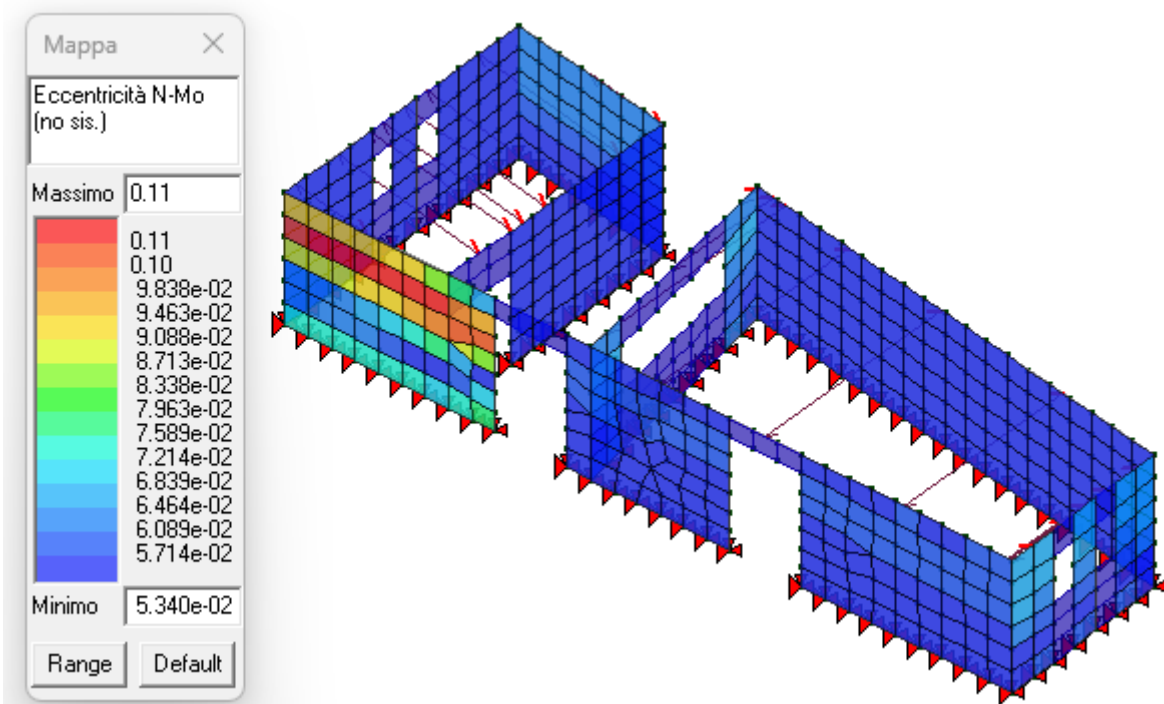 Mappa
Eccentricità N-Mo
(no sis.)
Massimo 0.11
0.11
0.10
9.838e-02
9.463e-02
9.088e-02
8.713e-02
8.338e-02
7.963e-02
7.589e-02
7.214e-02
6.839e-02
6.464e-02
6.089e-02
5.714e-02
Minimo 5.340e-02
Range Default